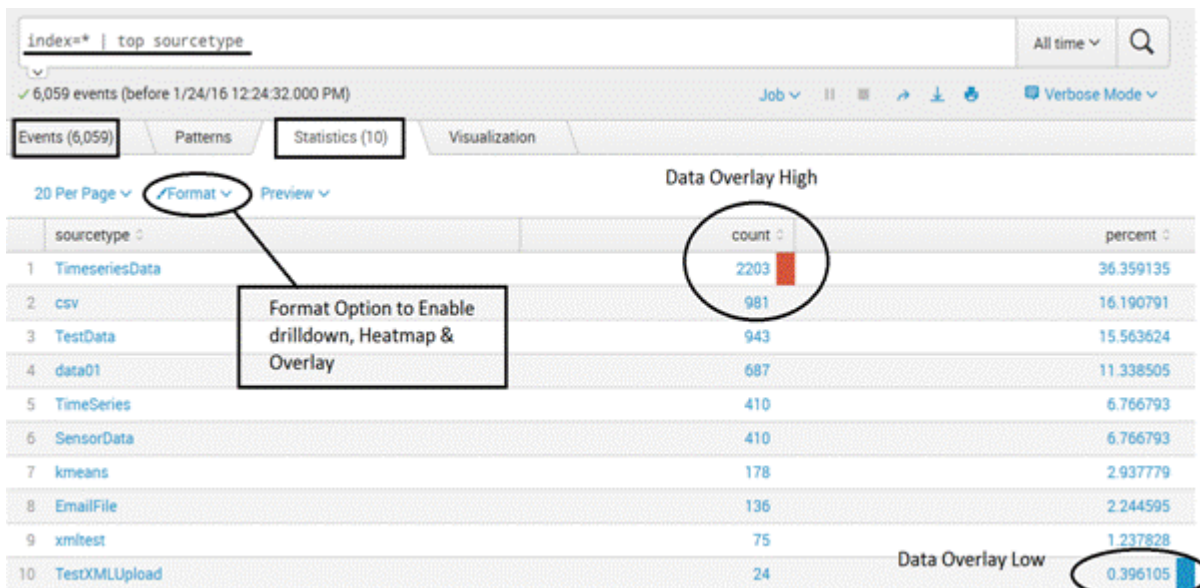 index=* | top sourcetype
All time
6,059 events (before 1/24/16 12:24:32.000 PM)
Job
Verbose Mode
Events (6,059)
Patterns
Statistics (10)
Visualization
20 Per Page
Format
Preview
Data Overlay High
sourcetype
count
percent
1 TimeseriesData 2203 36.359135
2 csv 981 16.190791
3 TestData 943 15.563624
4 data01 687 11.338505
5 TimeSeries 410 6.766793
6 SensorData 410 6.766793
7 kmeans 178 2.937779
8 EmailFile 136 2.244595
9 xmltest 75 1.237828
10 TestXMLUpload 24 0.396105
Format Option to Enable
drilldown, Heatmap &
Overlay
Data Overlay Low